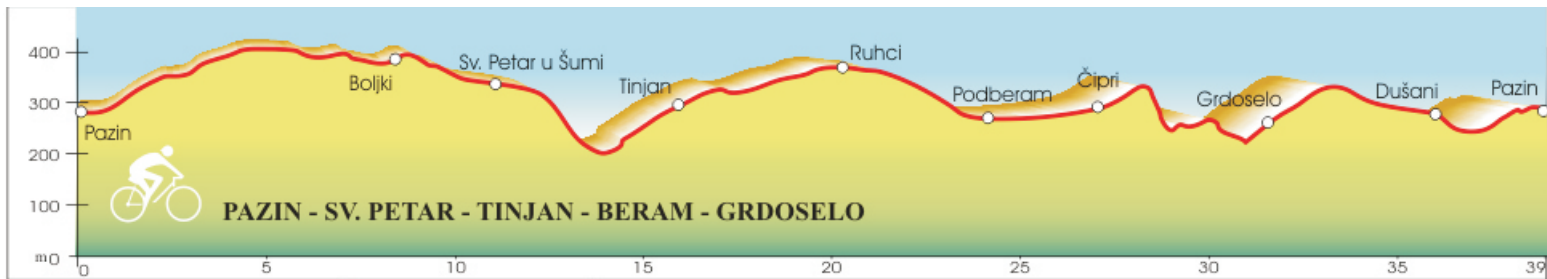 400
300
200
100
m 0
Pazin
Boljki
Sv. Petar u Šumi
Tinjan
Ruhci
Podberam
Čipri
Grdoselo
Dušani
Pazin
PAZIN - SV. PETAR - TINJAN - BERAM - GRDOSELO
0 5 10 15 20 25 30 35 39